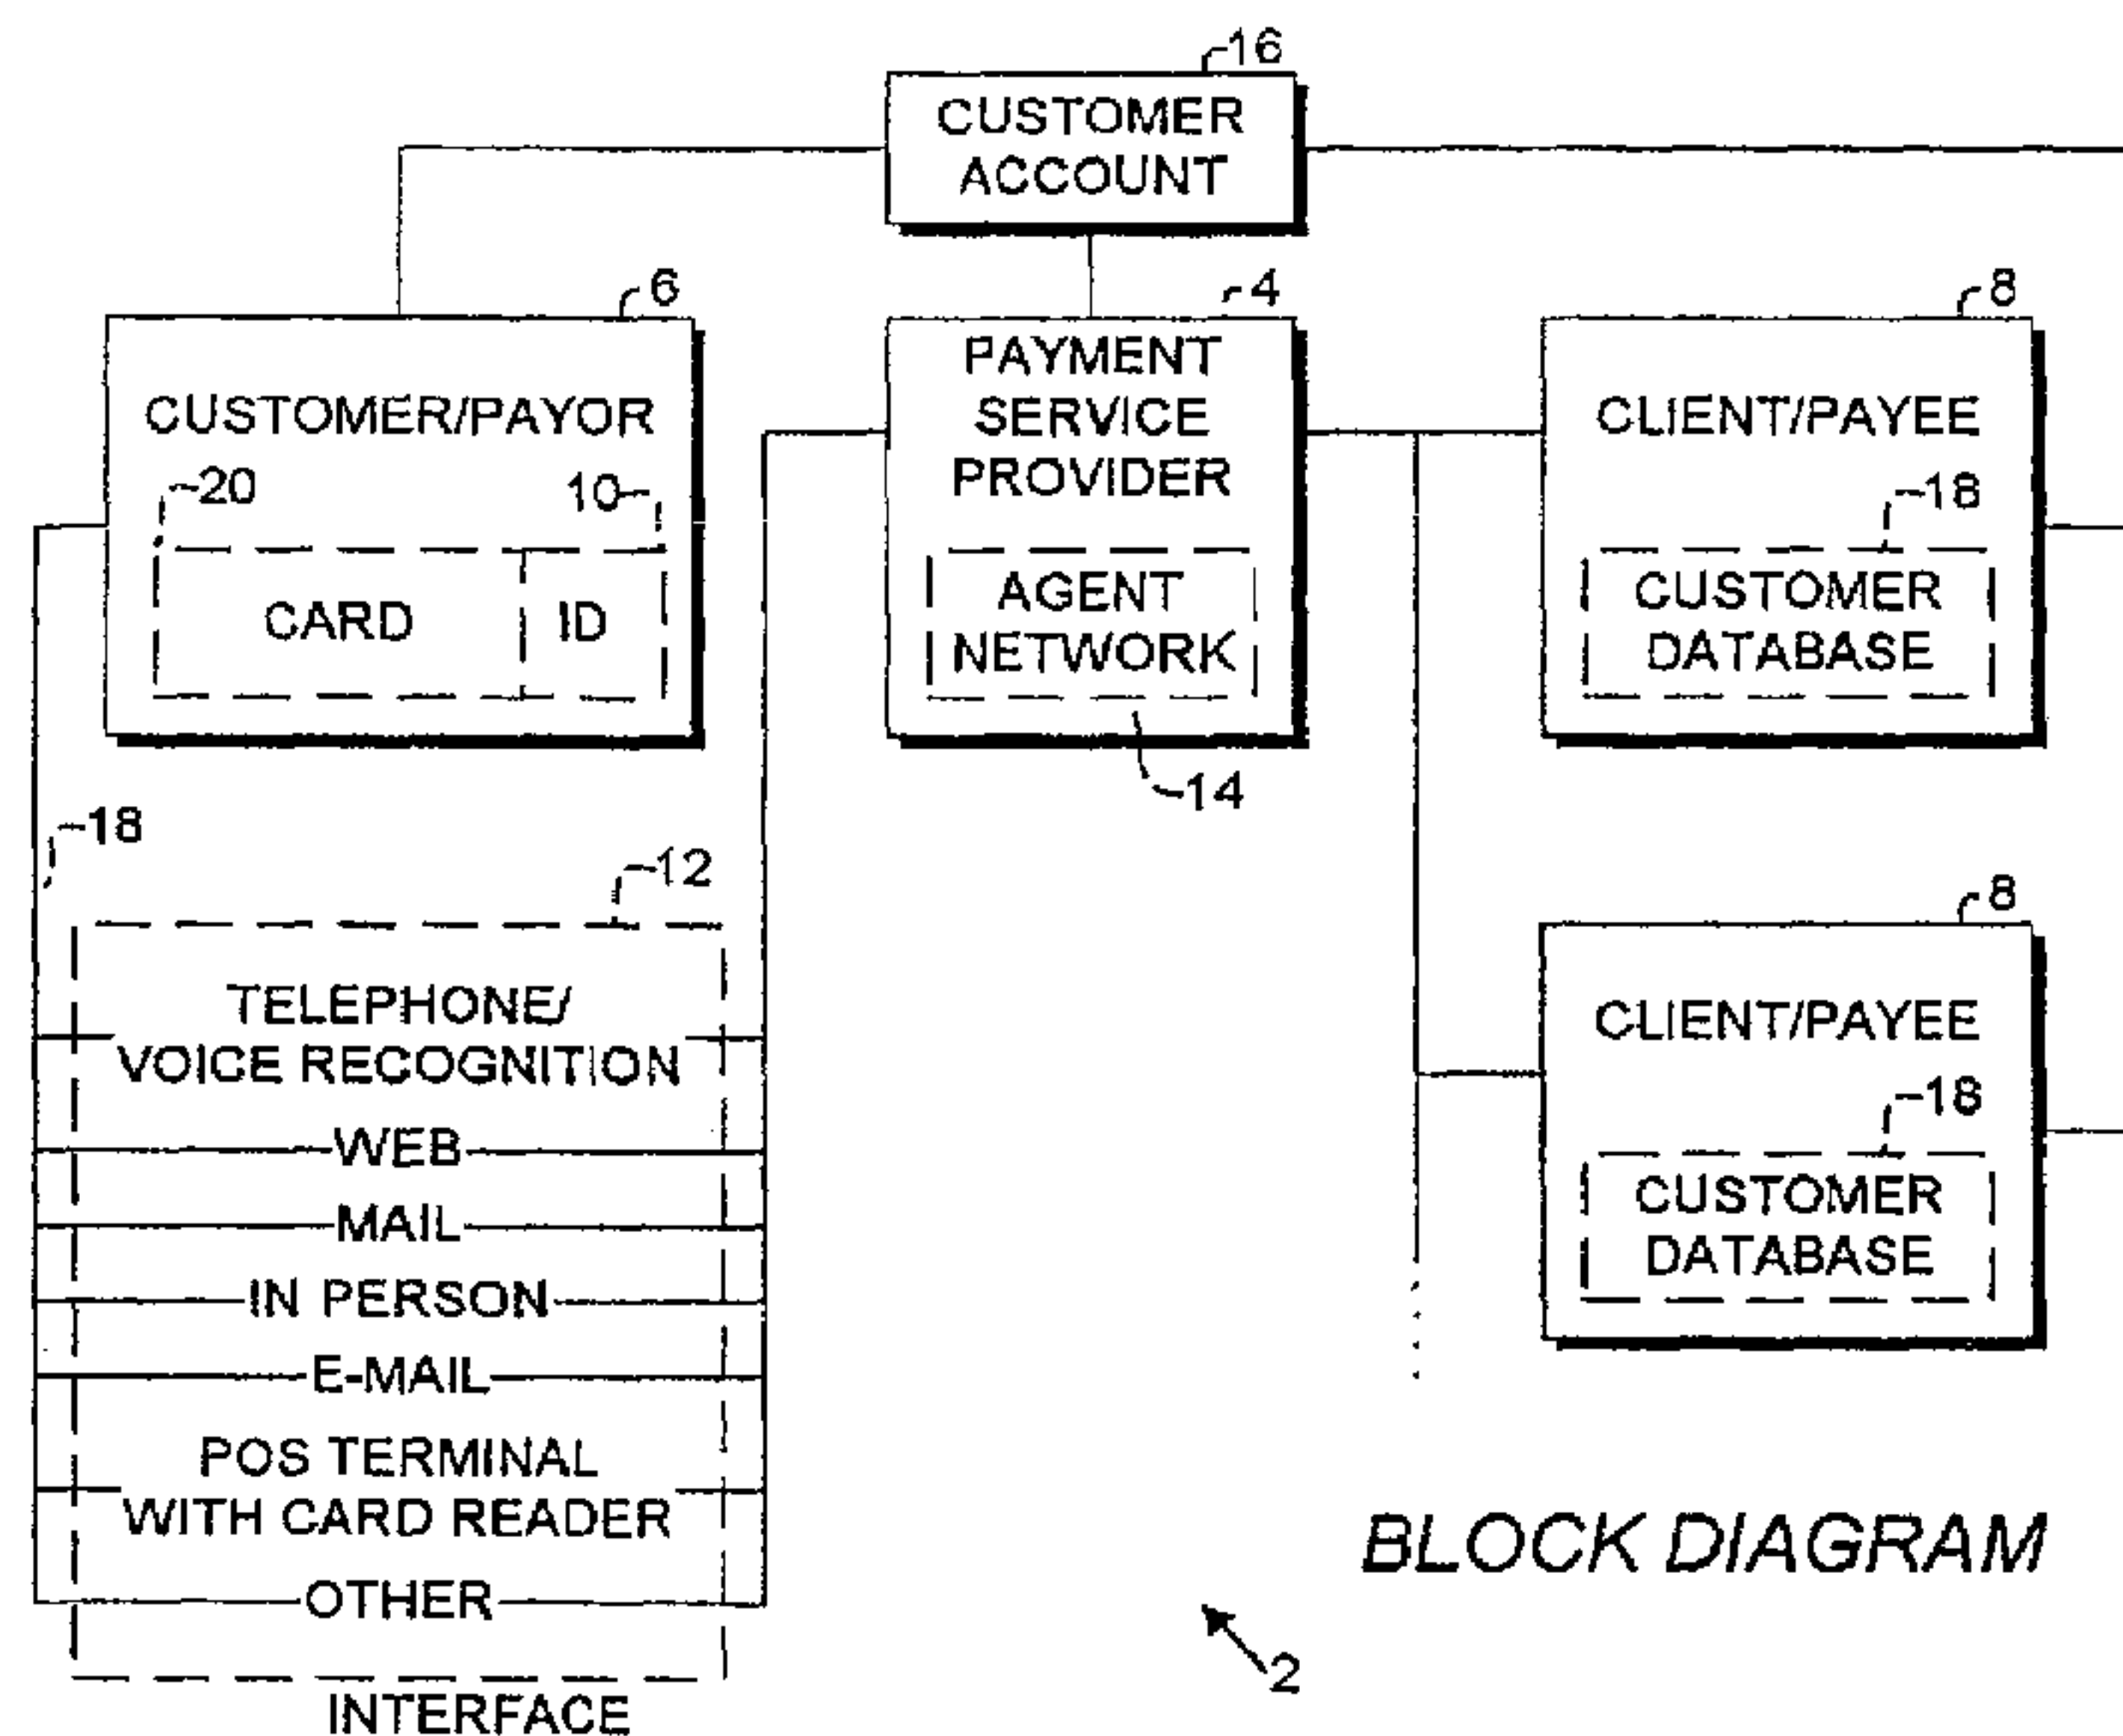 16
CUSTOMER
ACCOUNT
6
CUSTOMER/PAYOR
20
10
CARD
ID
4
PAYMENT
SERVICE
PROVIDER
AGENT
NETWORK
14
8
CLIENT/PAYEE
18
CUSTOMER
DATABASE
18
12
TELEPHONE/
VOICE RECOGNITION
WEB
MAIL
IN PERSON
E-MAIL
POS TERMINAL
WITH CARD READER
OTHER
INTERFACE
8
CLIENT/PAYEE
18
CUSTOMER
DATABASE
BLOCK DIAGRAM
2